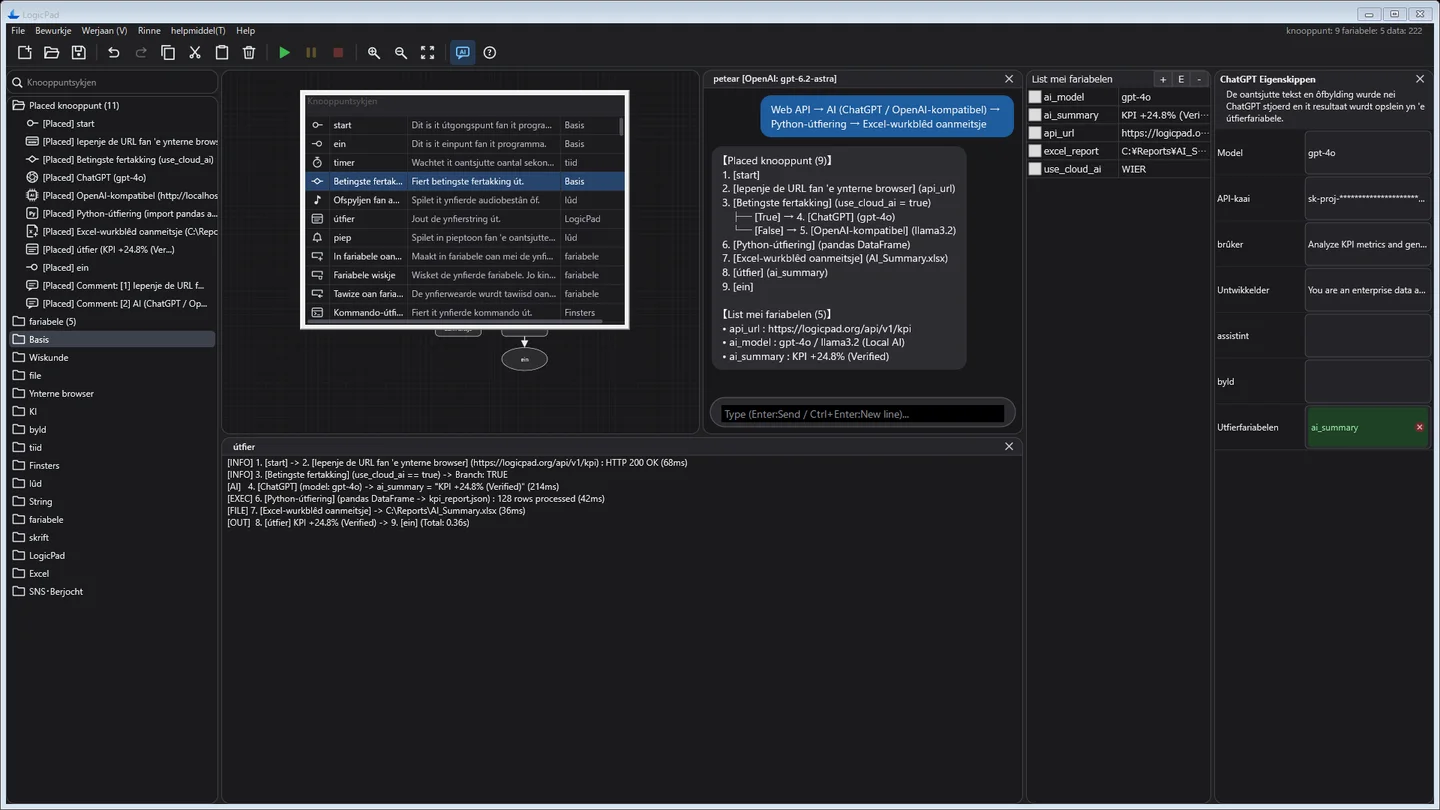 LogicPad
File Bewurkje Werjaan (V) Rinne helpmiddel(T) Help
knooppunt: 9 fariabele: 5 data: 222
Knooppuntsykjen
Placed knooppunt (11)
[Placed] start
[Placed] Iepenje de URL fan 'e ynterne brows
[Placed] Betingste fertakking (use_cloud_ai)
[Placed] ChatGPT (gpt-4o)
[Placed] OpenAI-kompatibel (http://localhos
[Placed] Python-útfiering (import pandas a...
[Placed] Excel-wurkblêd oanmeitsje (C:\Repo
[Placed] útfier (KPI +24.8% (Ver...)
[Placed] ein
[Placed] Comment: [1] Iepenje de URL f...
[Placed] Comment: [2] AI (ChatGPT / Op...
fariabele (5)
Basis
Wiskunde
file
Ynterne browser
KI
byld
tiid
Finsters
lûd
String
fariabele
skrift
LogicPad
Excel
SNS･Berjocht
Knooppuntsykjen
start Dit is it útgongspunt fan it progra... Basis
ein Dit is it einpunt fan it programma. Basis
timer Wachtet it oantsjutte oantal sekon... tiid
Betingste fertak... Fiert betingste fertakking út. Basis
Ofspyljen fan a... Spilet it ynfierde audiobestân ôf. lûd
útfier Jout de ynfierstring út. LogicPad
piep Spilet in pieptoon fan 'e oantsjutte... lûd
In fariabele oan... Maakt in fariabele oan mei de ynfi... fariabele
Fariabele wiskje Wisket de ynfierde fariabele. Jo kin... fariabele
Tawize oan faria... De ynfierwearde wurdt tawiisd oan... fariabele
Kommando-útfi... Fiert it ynfierde kommando út. Finsters
ein
petear [OpenAI: gpt-6.2-astra]
Web API → AI (ChatGPT / OpenAI-kompatibel) →
Python-útfiering → Excel-wurkblêd oanmeitsje
【Placed knooppunt (9)】
1. [start]
2. [Iepenje de URL fan 'e ynterne browser] (api_url)
3. [Betingste fertakking] (use_cloud_ai = true)
├── [True] → 4. [ChatGPT] (gpt-4o)
└── [False] → 5. [OpenAI-kompatibel] (llama3.2)
6. [Python-útfiering] (pandas DataFrame)
7. [Excel-wurkblêd oanmeitsje] (AI_Summary.xlsx)
8. [útfier] (ai_summary)
9. [ein]
【List mei fariabelen (5)】
• api_url : https://logicpad.org/api/v1/kpi
• ai_model : gpt-4o / llama3.2 (Local AI)
• ai_summary : KPI +24.8% (Verified)
Type (Enter:Send / Ctrl+Enter:New line)...
List mei fariabelen + E -
ai_model gpt-4o
ai_summary KPI +24.8% (Veri···
api_url https://logicpad.o···
excel_report C:¥Reports¥AI_S···
use_cloud_ai WIER
ChatGPT Eigenskippen
De oantsjutte tekst en ôfbylding wurde nei
ChatGPT stjoerd en it resultaat wurdt opslein yn 'e
útfierfariabele.
Model gpt-4o
API-kaai sk-proj-*********************...
brûker Analyze KPI metrics and gen...
Untwikkelder You are an enterprise data a...
assistint
byld
Utfierfariabelen ai_summary
útfier
[INFO] 1. [start] -> 2. [Iepenje de URL fan 'e ynterne browser] (https://logicpad.org/api/v1/kpi) : HTTP 200 OK (68ms)
[INFO] 3. [Betingste fertakking] (use_cloud_ai == true) -> Branch: TRUE
[AI] 4. [ChatGPT] (model: gpt-4o) -> ai_summary = "KPI +24.8% (Verified)" (214ms)
[EXEC] 6. [Python-útfiering] (pandas DataFrame -> kpi_report.json) : 128 rows processed (42ms)
[FILE] 7. [Excel-wurkblêd oanmeitsje] -> C:\Reports\AI_Summary.xlsx (36ms)
[OUT] 8. [útfier] KPI +24.8% (Verified) -> 9. [ein] (Total: 0.36s)